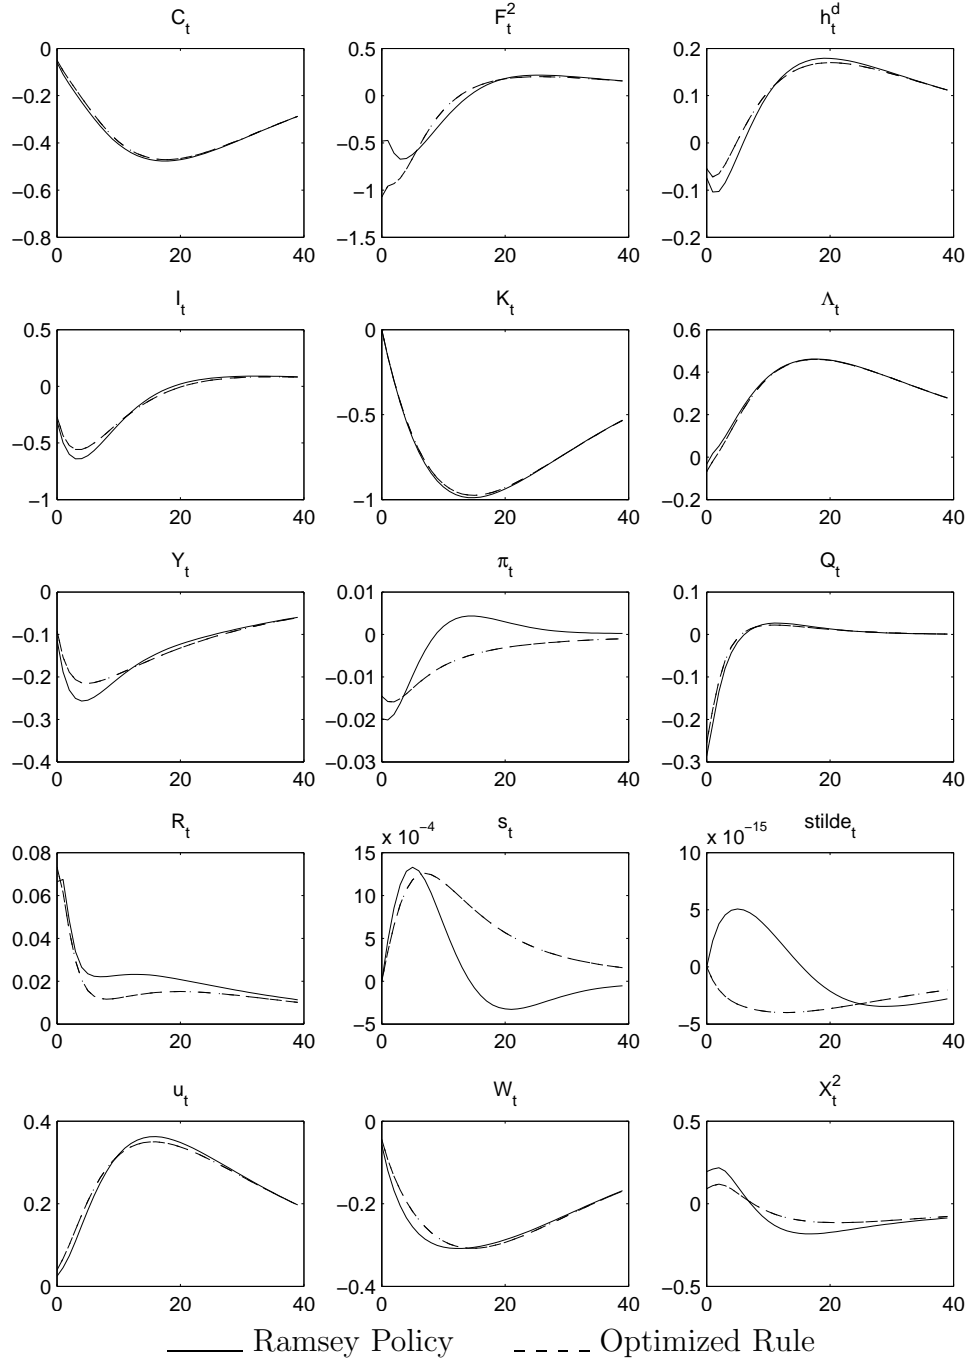 C_t F_t^2 h_t^d
0 0.5 0.2
−0.2 0 0.1
−0.4 −0.5 0
−0.6 −1 −0.1
−0.8 −1.5 −0.2
0 20 40 0 20 40 0 20 40
I_t K_t Λ_t
0.5 0 0.6
0 0.4
−0.5 −0.5 0.2
0
−1 −1 −0.2
0 20 40 0 20 40 0 20 40
Y_t π_t Q_t
0 0.01 0.1
−0.1 0 0
−0.2 −0.01 −0.1
−0.3 −0.02 −0.2
−0.4 −0.03 −0.3
0 20 40 0 20 40 0 20 40
R_t s_t stilde_t
x 10^−4 x 10^−15
0.08 15 10
0.06 10 5
0.04 5 0
0.02 0
0 −5 −5
0 20 40 0 20 40 0 20 40
u_t W_t X_t^2
0.4 0 0.5
0.2 −0.2 0
0 −0.4 −0.5
0 20 40 0 20 40 0 20 40
Ramsey Policy Optimized Rule